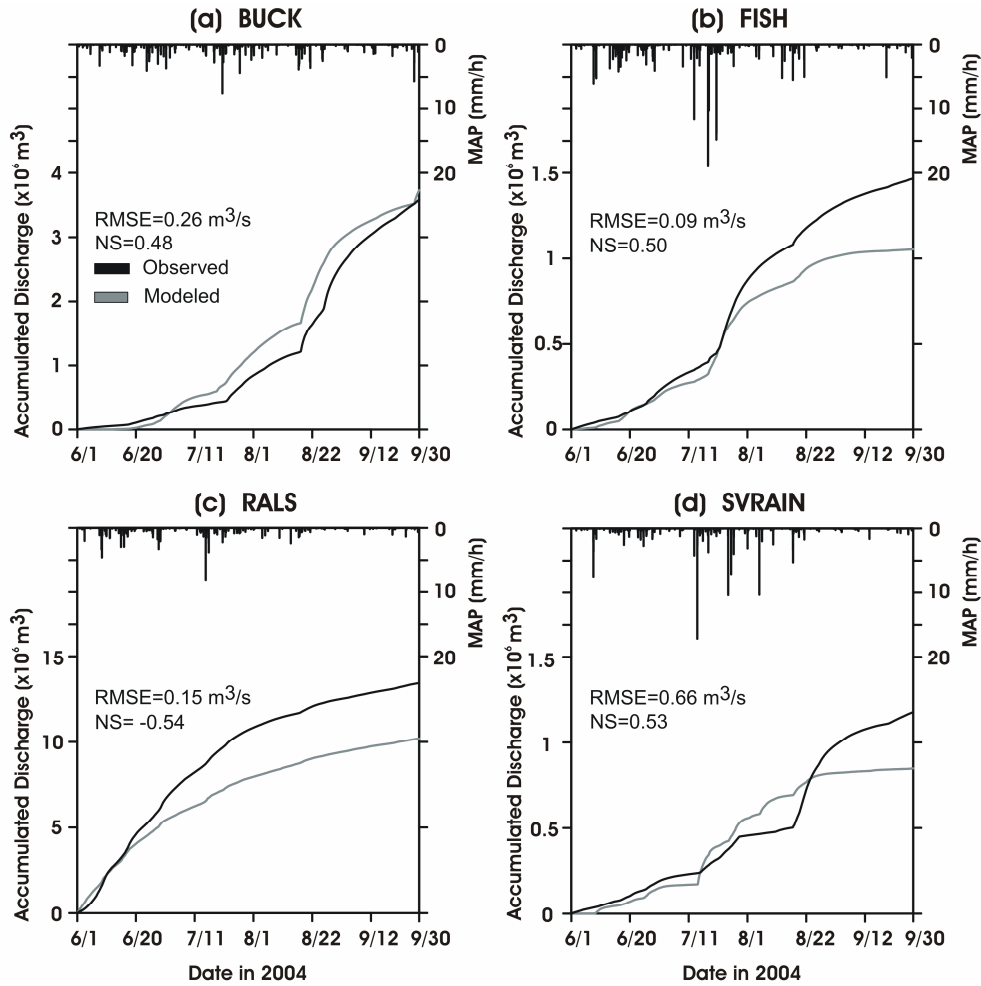 (a) BUCK
Accumulated Discharge (x10⁶ m³)
MAP (mm/h)
0
10
20
4
3
2
1
0
RMSE=0.26 m³/s
NS=0.48
Observed
Modeled
6/1 6/20 7/11 8/1 8/22 9/12 9/30
(b) FISH
Accumulated Discharge (x10⁶ m³)
MAP (mm/h)
0
10
20
1.5
1
0.5
0
RMSE=0.09 m³/s
NS=0.50
6/1 6/20 7/11 8/1 8/22 9/12 9/30
(c) RALS
Accumulated Discharge (x10⁶ m³)
MAP (mm/h)
0
10
20
15
10
5
0
RMSE=0.15 m³/s
NS= -0.54
6/1 6/20 7/11 8/1 8/22 9/12 9/30
Date in 2004
(d) SVRAIN
Accumulated Discharge (x10⁶ m³)
MAP (mm/h)
0
10
20
1.5
1
0.5
0
RMSE=0.66 m³/s
NS=0.53
6/1 6/20 7/11 8/1 8/22 9/12 9/30
Date in 2004